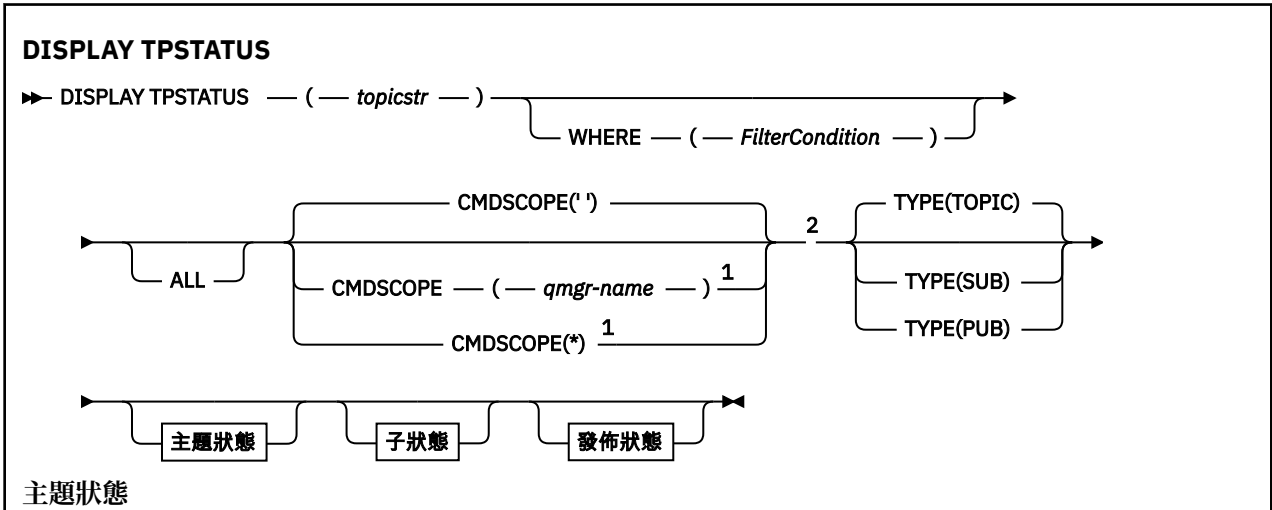 DISPLAY TPSTATUS
DISPLAY TPSTATUS ( topicstr )
WHERE ( FilterCondition )
CMDSCOPE(' ') TYPE(TOPIC)
2
ALL CMDSCOPE ( qmgr-name ) 1 TYPE(SUB)
CMDSCOPE(*) 1 TYPE(PUB)
主題狀態 子狀態 發佈狀態
主題狀態